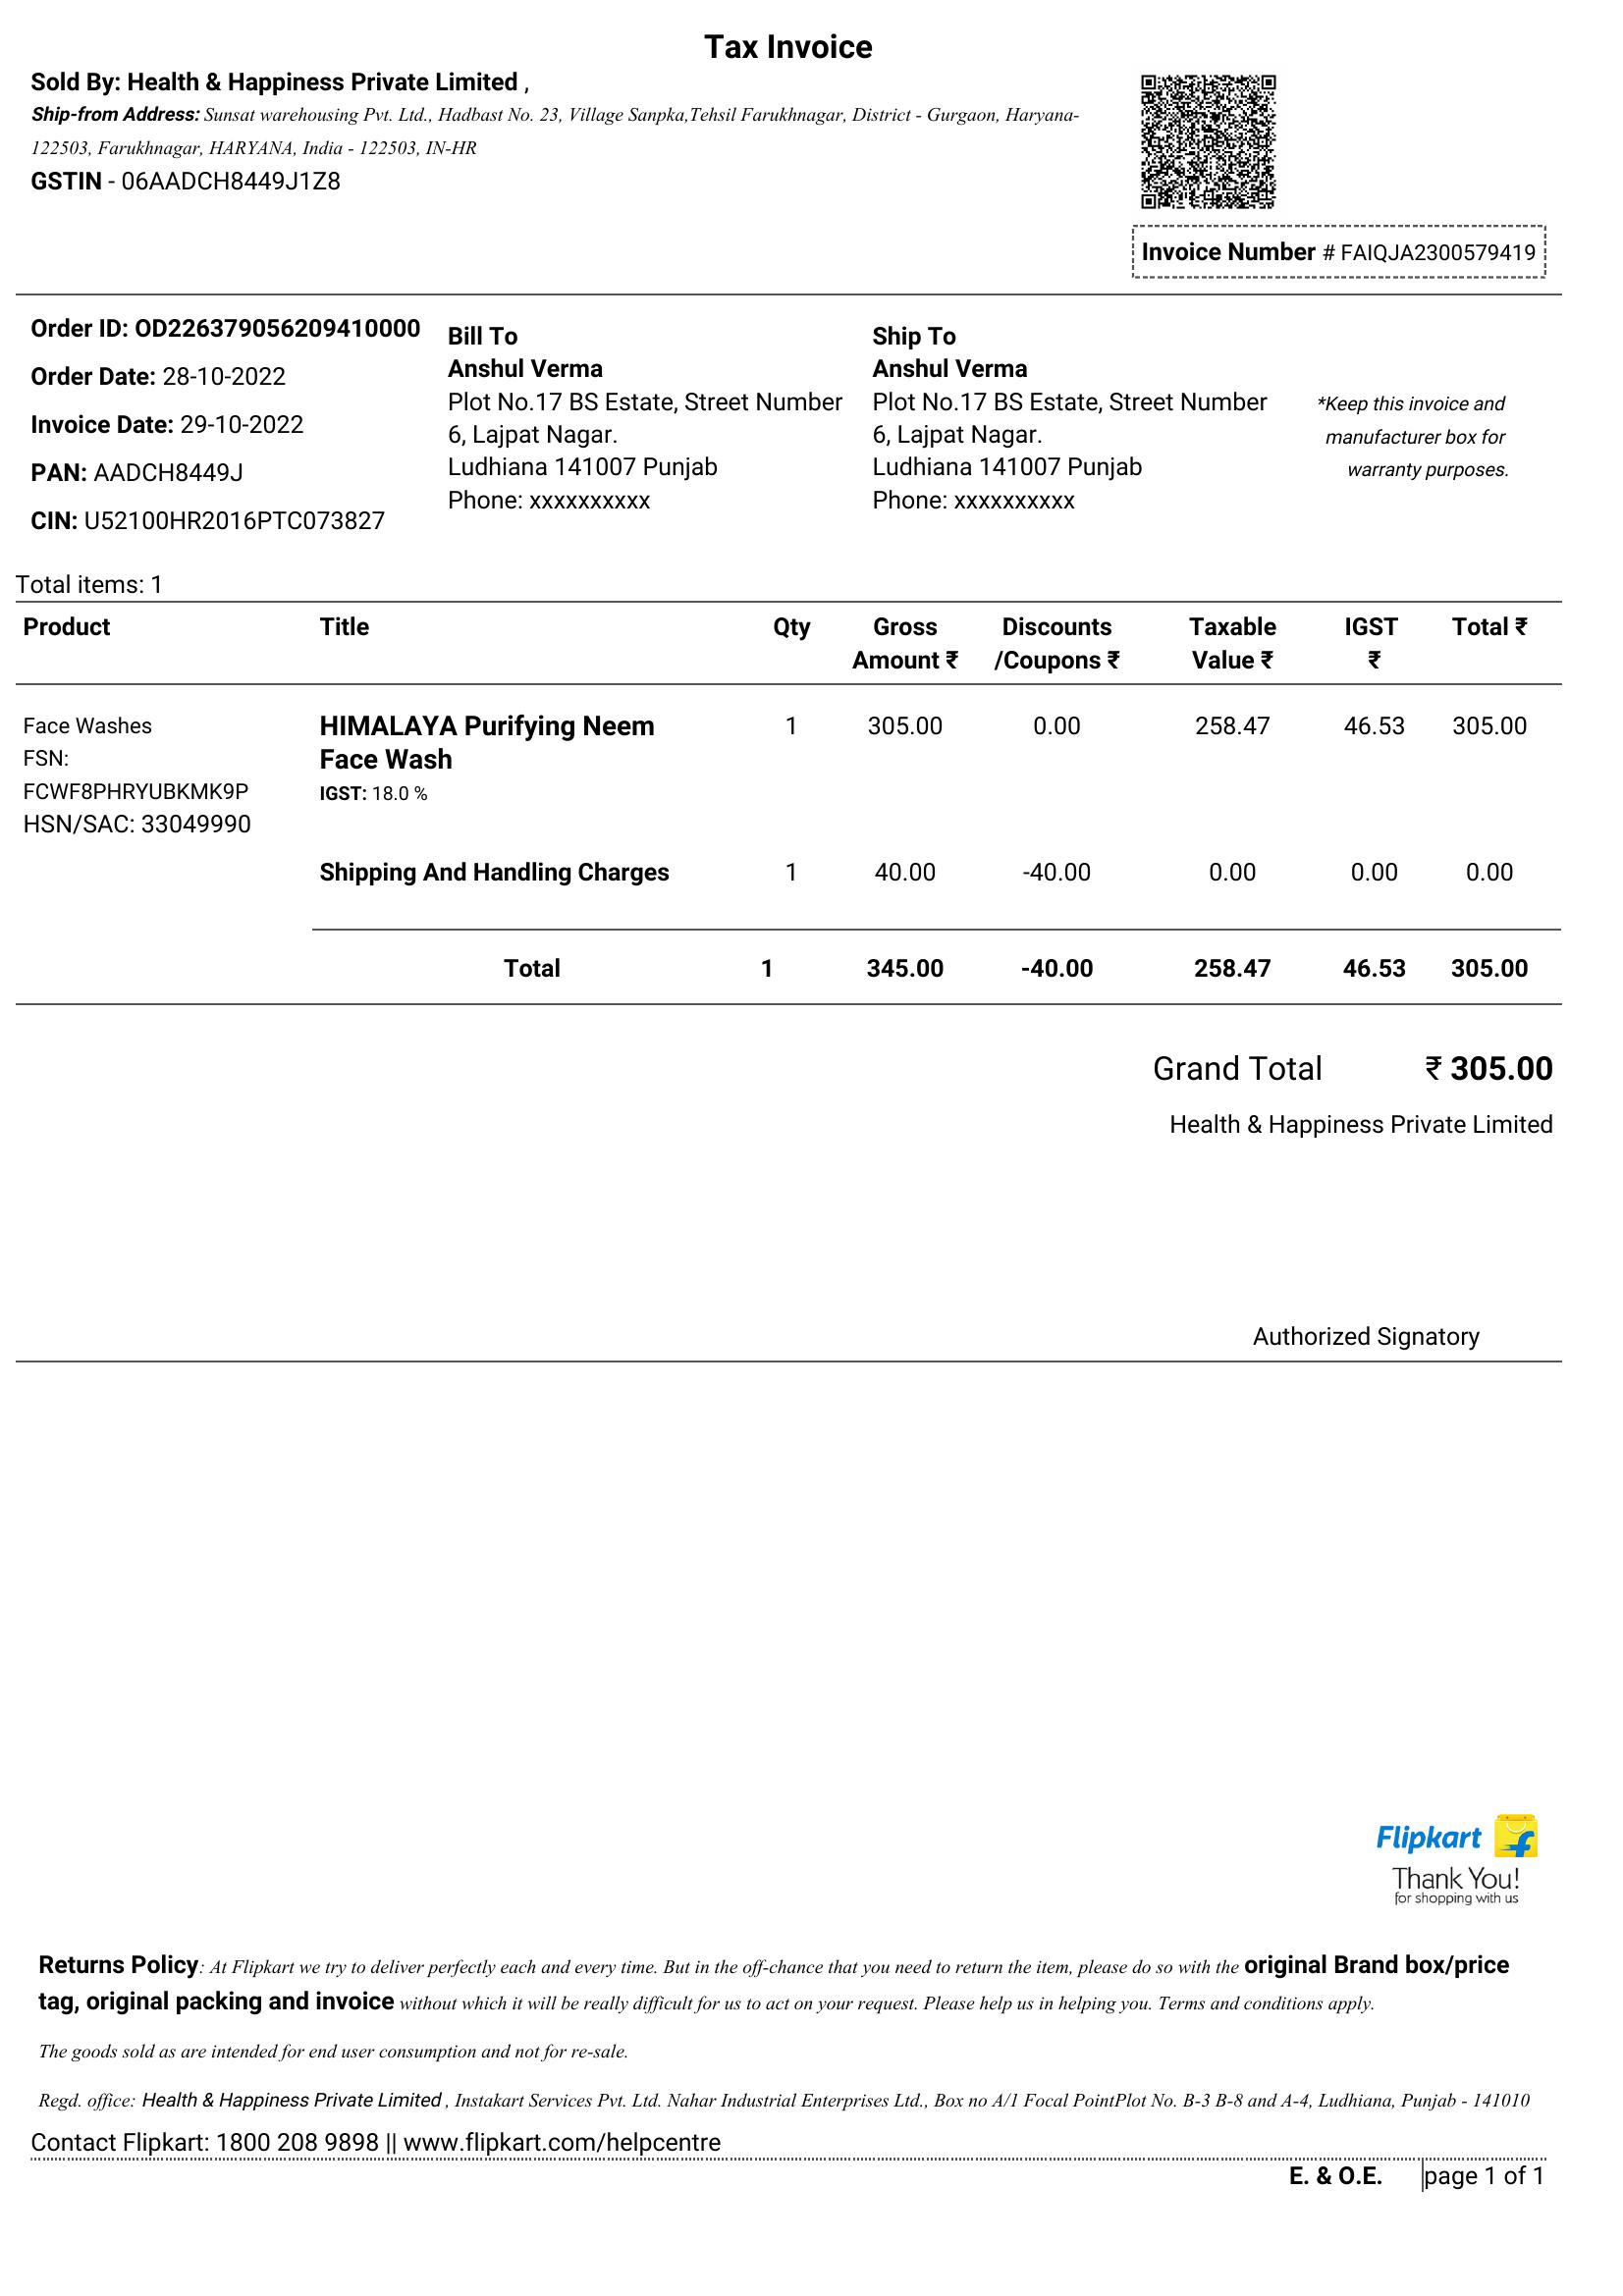 Tax Invoice
Sold By: Health & Happiness Private Limited ,
Ship-from Address: Sunsat warehousing Pvt. Ltd., Hadbast No. 23, Village Sanpka,Tehsil Farukhnagar, District - Gurgaon, Haryana-
122503, Farukhnagar, HARYANA, India - 122503, IN-HR
GSTIN - 06AADCH8449J1Z8
Invoice Number # FAIQJA2300579419
Order ID: OD226379056209410000
Order Date: 28-10-2022
Invoice Date: 29-10-2022
PAN: AADCH8449J
CIN: U52100HR2016PTC073827
Bill To
Anshul Verma
Plot No.17 BS Estate, Street Number
6, Lajpat Nagar.
Ludhiana 141007 Punjab
Phone: xxxxxxxxxx
Ship To
Anshul Verma
Plot No.17 BS Estate, Street Number
6, Lajpat Nagar.
Ludhiana 141007 Punjab
Phone: xxxxxxxxxx
*Keep this invoice and
manufacturer box for
warranty purposes.
Total items: 1
Product Title Qty Gross Discounts Taxable IGST Total ₹
Amount ₹ /Coupons ₹ Value ₹ ₹
Face Washes
FSN:
FCWF8PHRYUBKMK9P
HSN/SAC: 33049990
HIMALAYA Purifying Neem 1 305.00 0.00 258.47 46.53 305.00
Face Wash
IGST: 18.0 %
Shipping And Handling Charges 1 40.00 -40.00 0.00 0.00 0.00
Total 1 345.00 -40.00 258.47 46.53 305.00
Grand Total ₹ 305.00
Health & Happiness Private Limited
Authorized Signatory
Flipkart
Thank You!
for shopping with us
Returns Policy: At Flipkart we try to deliver perfectly each and every time. But in the off-chance that you need to return the item, please do so with the original Brand box/price
tag, original packing and invoice without which it will be really difficult for us to act on your request. Please help us in helping you. Terms and conditions apply.
The goods sold as are intended for end user consumption and not for re-sale.
Regd. office: Health & Happiness Private Limited , Instakart Services Pvt. Ltd. Nahar Industrial Enterprises Ltd., Box no A/1 Focal PointPlot No. B-3 B-8 and A-4, Ludhiana, Punjab - 141010
Contact Flipkart: 1800 208 9898 || www.flipkart.com/helpcentre
E. & O.E. page 1 of 1